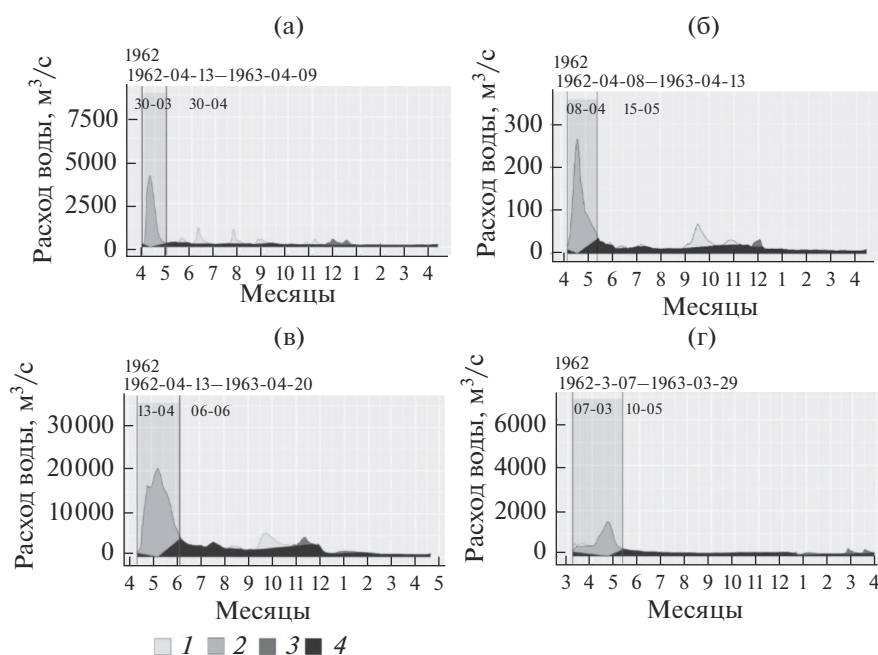 (а)
1962
1962-04-13—1963-04-09
30-03 30-04
Расход воды, м³/с
7500
5000
2500
0
4 5 6 7 8 9 10 11 12 1 2 3 4
Месяцы
(б)
1962
1962-04-08—1963-04-13
08-04 15-05
Расход воды, м³/с
300
200
100
0
4 5 6 7 8 9 10 11 12 1 2 3 4
Месяцы
(в)
1962
1962-04-13—1963-04-20
13-04 06-06
Расход воды, м³/с
30000
20000
10000
0
4 5 6 7 8 9 10 11 12 1 2 3 4 5
Месяцы
(г)
1962
1962-3-07—1963-03-29
07-03 10-05
Расход воды, м³/с
6000
4000
2000
0
3 4 5 6 7 8 9 10 11 12 1 2 3 4
Месяцы
1 2 3 4